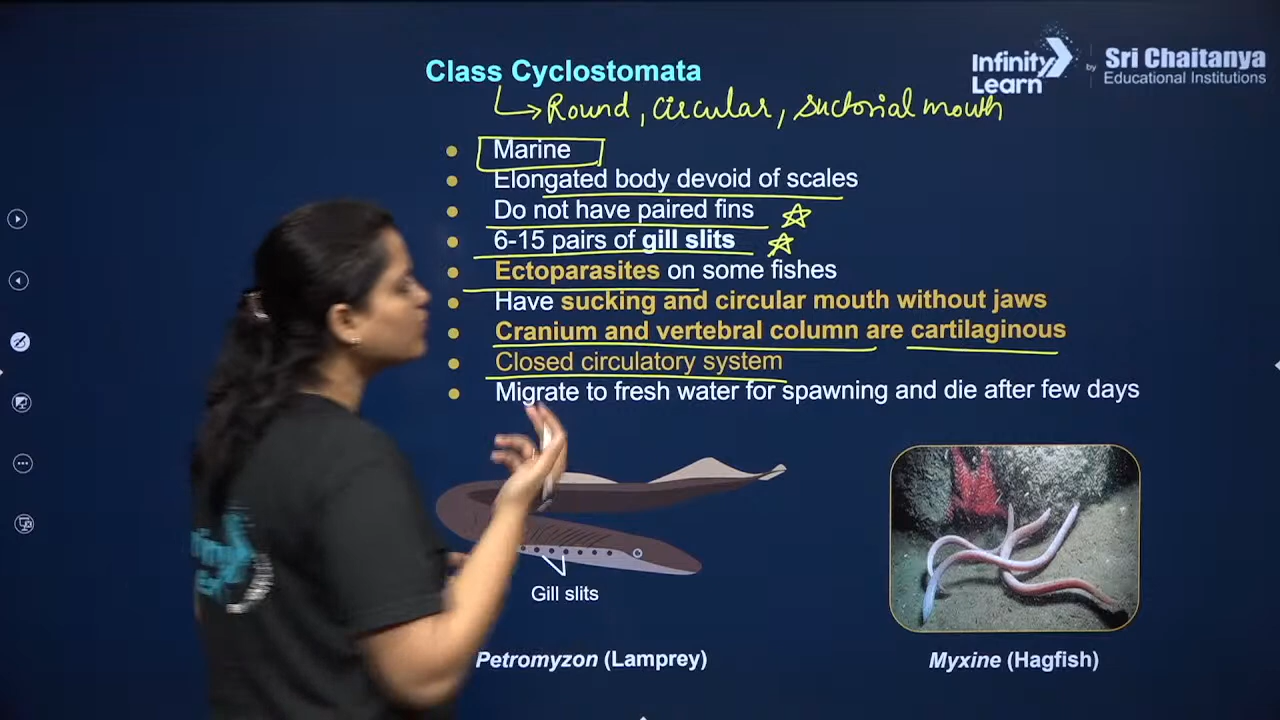 Class Cyclostomata
Infinity Learn by Sri Chaitanya Educational Institutions
Round, circular, suctorial mouth
Marine
Elongated body devoid of scales
Do not have paired fins
6-15 pairs of gill slits
Ectoparasites on some fishes
Have sucking and circular mouth without jaws
Cranium and vertebral column are cartilaginous
Closed circulatory system
Migrate to fresh water for spawning and die after few days
Gill slits
Petromyzon (Lamprey)
Myxine (Hagfish)